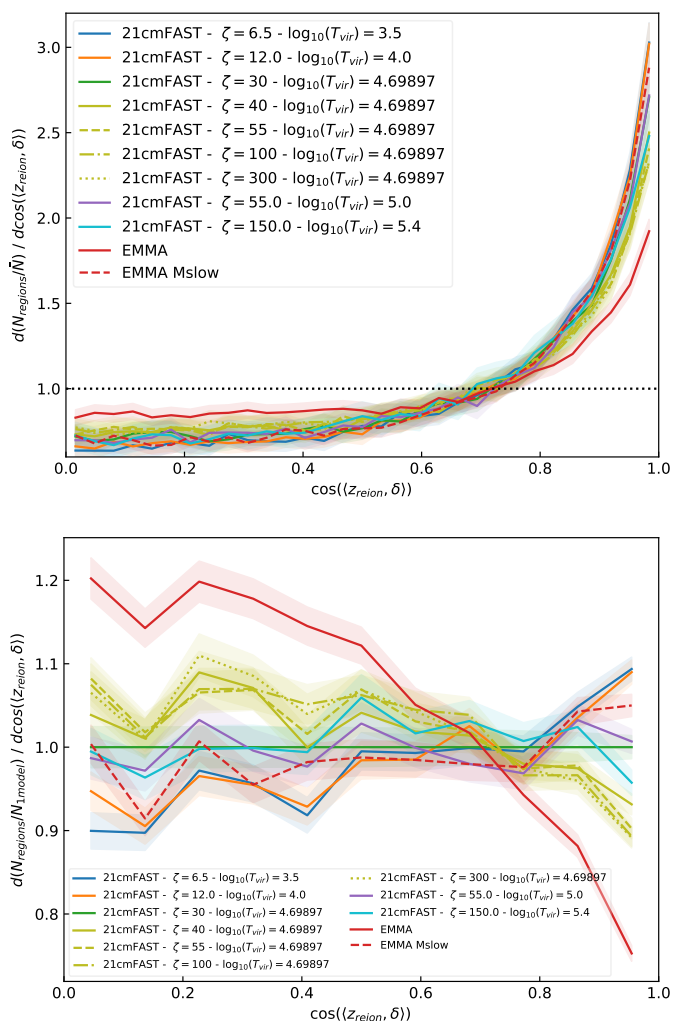 21cmFAST - ζ = 6.5 - log₁₀(Tᵥᵢᵣ) = 3.5
21cmFAST - ζ = 12.0 - log₁₀(Tᵥᵢᵣ) = 4.0
21cmFAST - ζ = 30 - log₁₀(Tᵥᵢᵣ) = 4.69897
21cmFAST - ζ = 40 - log₁₀(Tᵥᵢᵣ) = 4.69897
21cmFAST - ζ = 55 - log₁₀(Tᵥᵢᵣ) = 4.69897
21cmFAST - ζ = 100 - log₁₀(Tᵥᵢᵣ) = 4.69897
21cmFAST - ζ = 300 - log₁₀(Tᵥᵢᵣ) = 4.69897
21cmFAST - ζ = 55.0 - log₁₀(Tᵥᵢᵣ) = 5.0
21cmFAST - ζ = 150.0 - log₁₀(Tᵥᵢᵣ) = 5.4
EMMA
EMMA Mslow
3.0
2.5
2.0
1.5
1.0
d(N_regions/N̄) / dcos(⟨z_reion, δ⟩)
0.0 0.2 0.4 0.6 0.8 1.0
cos(⟨z_reion, δ⟩)
1.2
1.1
1.0
0.9
0.8
d(N_regions/N_1model⟩) / dcos(⟨z_reion, δ⟩)
21cmFAST - ζ = 6.5 - log₁₀(Tᵥᵢᵣ) = 3.5
21cmFAST - ζ = 12.0 - log₁₀(Tᵥᵢᵣ) = 4.0
21cmFAST - ζ = 30 - log₁₀(Tᵥᵢᵣ) = 4.69897
21cmFAST - ζ = 40 - log₁₀(Tᵥᵢᵣ) = 4.69897
21cmFAST - ζ = 55 - log₁₀(Tᵥᵢᵣ) = 4.69897
21cmFAST - ζ = 100 - log₁₀(Tᵥᵢᵣ) = 4.69897
21cmFAST - ζ = 300 - log₁₀(Tᵥᵢᵣ) = 4.69897
21cmFAST - ζ = 55.0 - log₁₀(Tᵥᵢᵣ) = 5.0
21cmFAST - ζ = 150.0 - log₁₀(Tᵥᵢᵣ) = 5.4
EMMA
EMMA Mslow
0.0 0.2 0.4 0.6 0.8 1.0
cos(⟨z_reion, δ⟩)